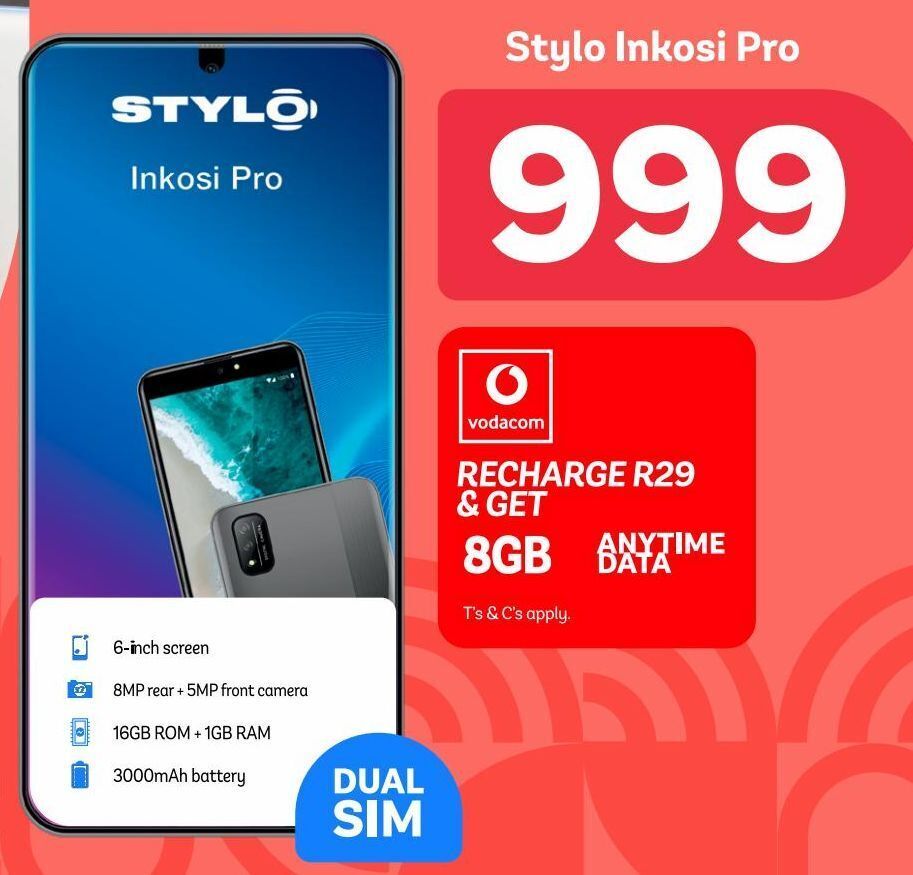 STYLO
Inkosi Pro
6-inch screen
8MP rear + 5MP front camera
16GB ROM + 1GB RAM
3000mAh battery
DUAL
SIM
Stylo Inkosi Pro
999
vodacom
RECHARGE R29
& GET
8GB
ANYTIME
DATA
T's & C's apply.